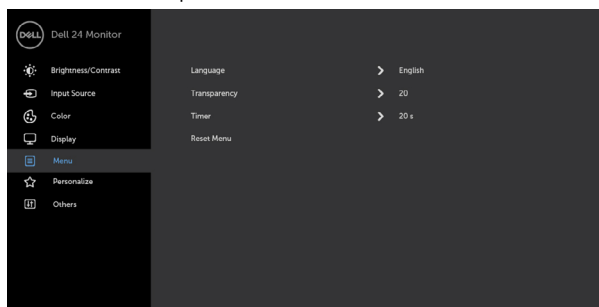 DELL Dell 24 Monitor
Brightness/Contrast
Input Source
Color
Display
Menu
Personalize
Others
Language English
Transparency 20
Timer 20 s
Reset Menu